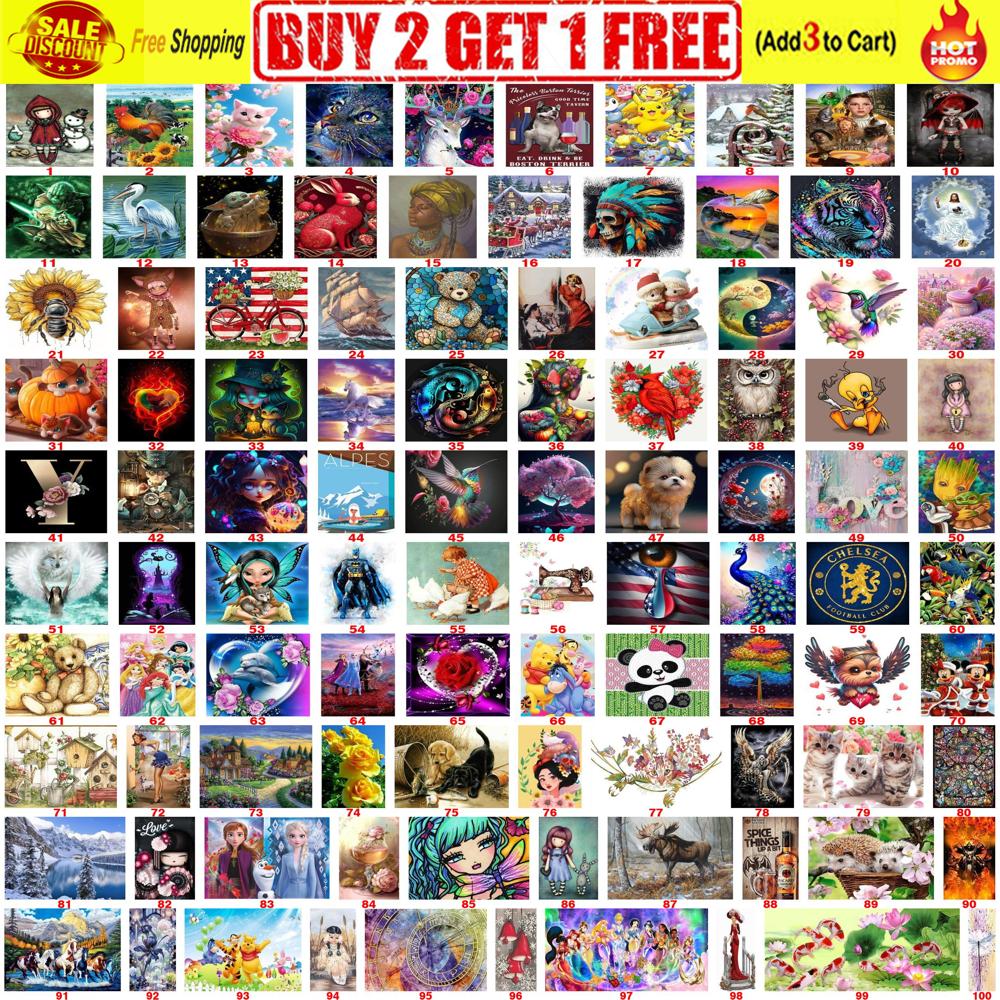 SALE
DISCOUNT
Free Shopping
BUY 2 GET 1 FREE
(Add3 to Cart)
HOT
PROMO
The
Priceless Boston Terrier
GOOD TIME
TAVERN
EAT, DRINK & BE
BOSTON TERRIER
1 2 3 4 5 6 7 8 9 10
11 12 13 14 15 16 17 18 19 20
21 22 23 24 25 26 27 28 29 30
31 32 33 34 35 36 37 38 39 40
Y
ALPES
Love
41 42 43 44 45 46 47 48 49 50
CHELSEA
FOOTBALL CLUB
51 52 53 54 55 56 57 58 59 60
61 62 63 64 65 66 67 68 69 70
71 72 73 74 75 76 77 78 79 80
Love
SPICE
THINGS
UP A BIT
81 82 83 84 85 86 87 88 89 90
91 92 93 94 95 96 97 98 99 100